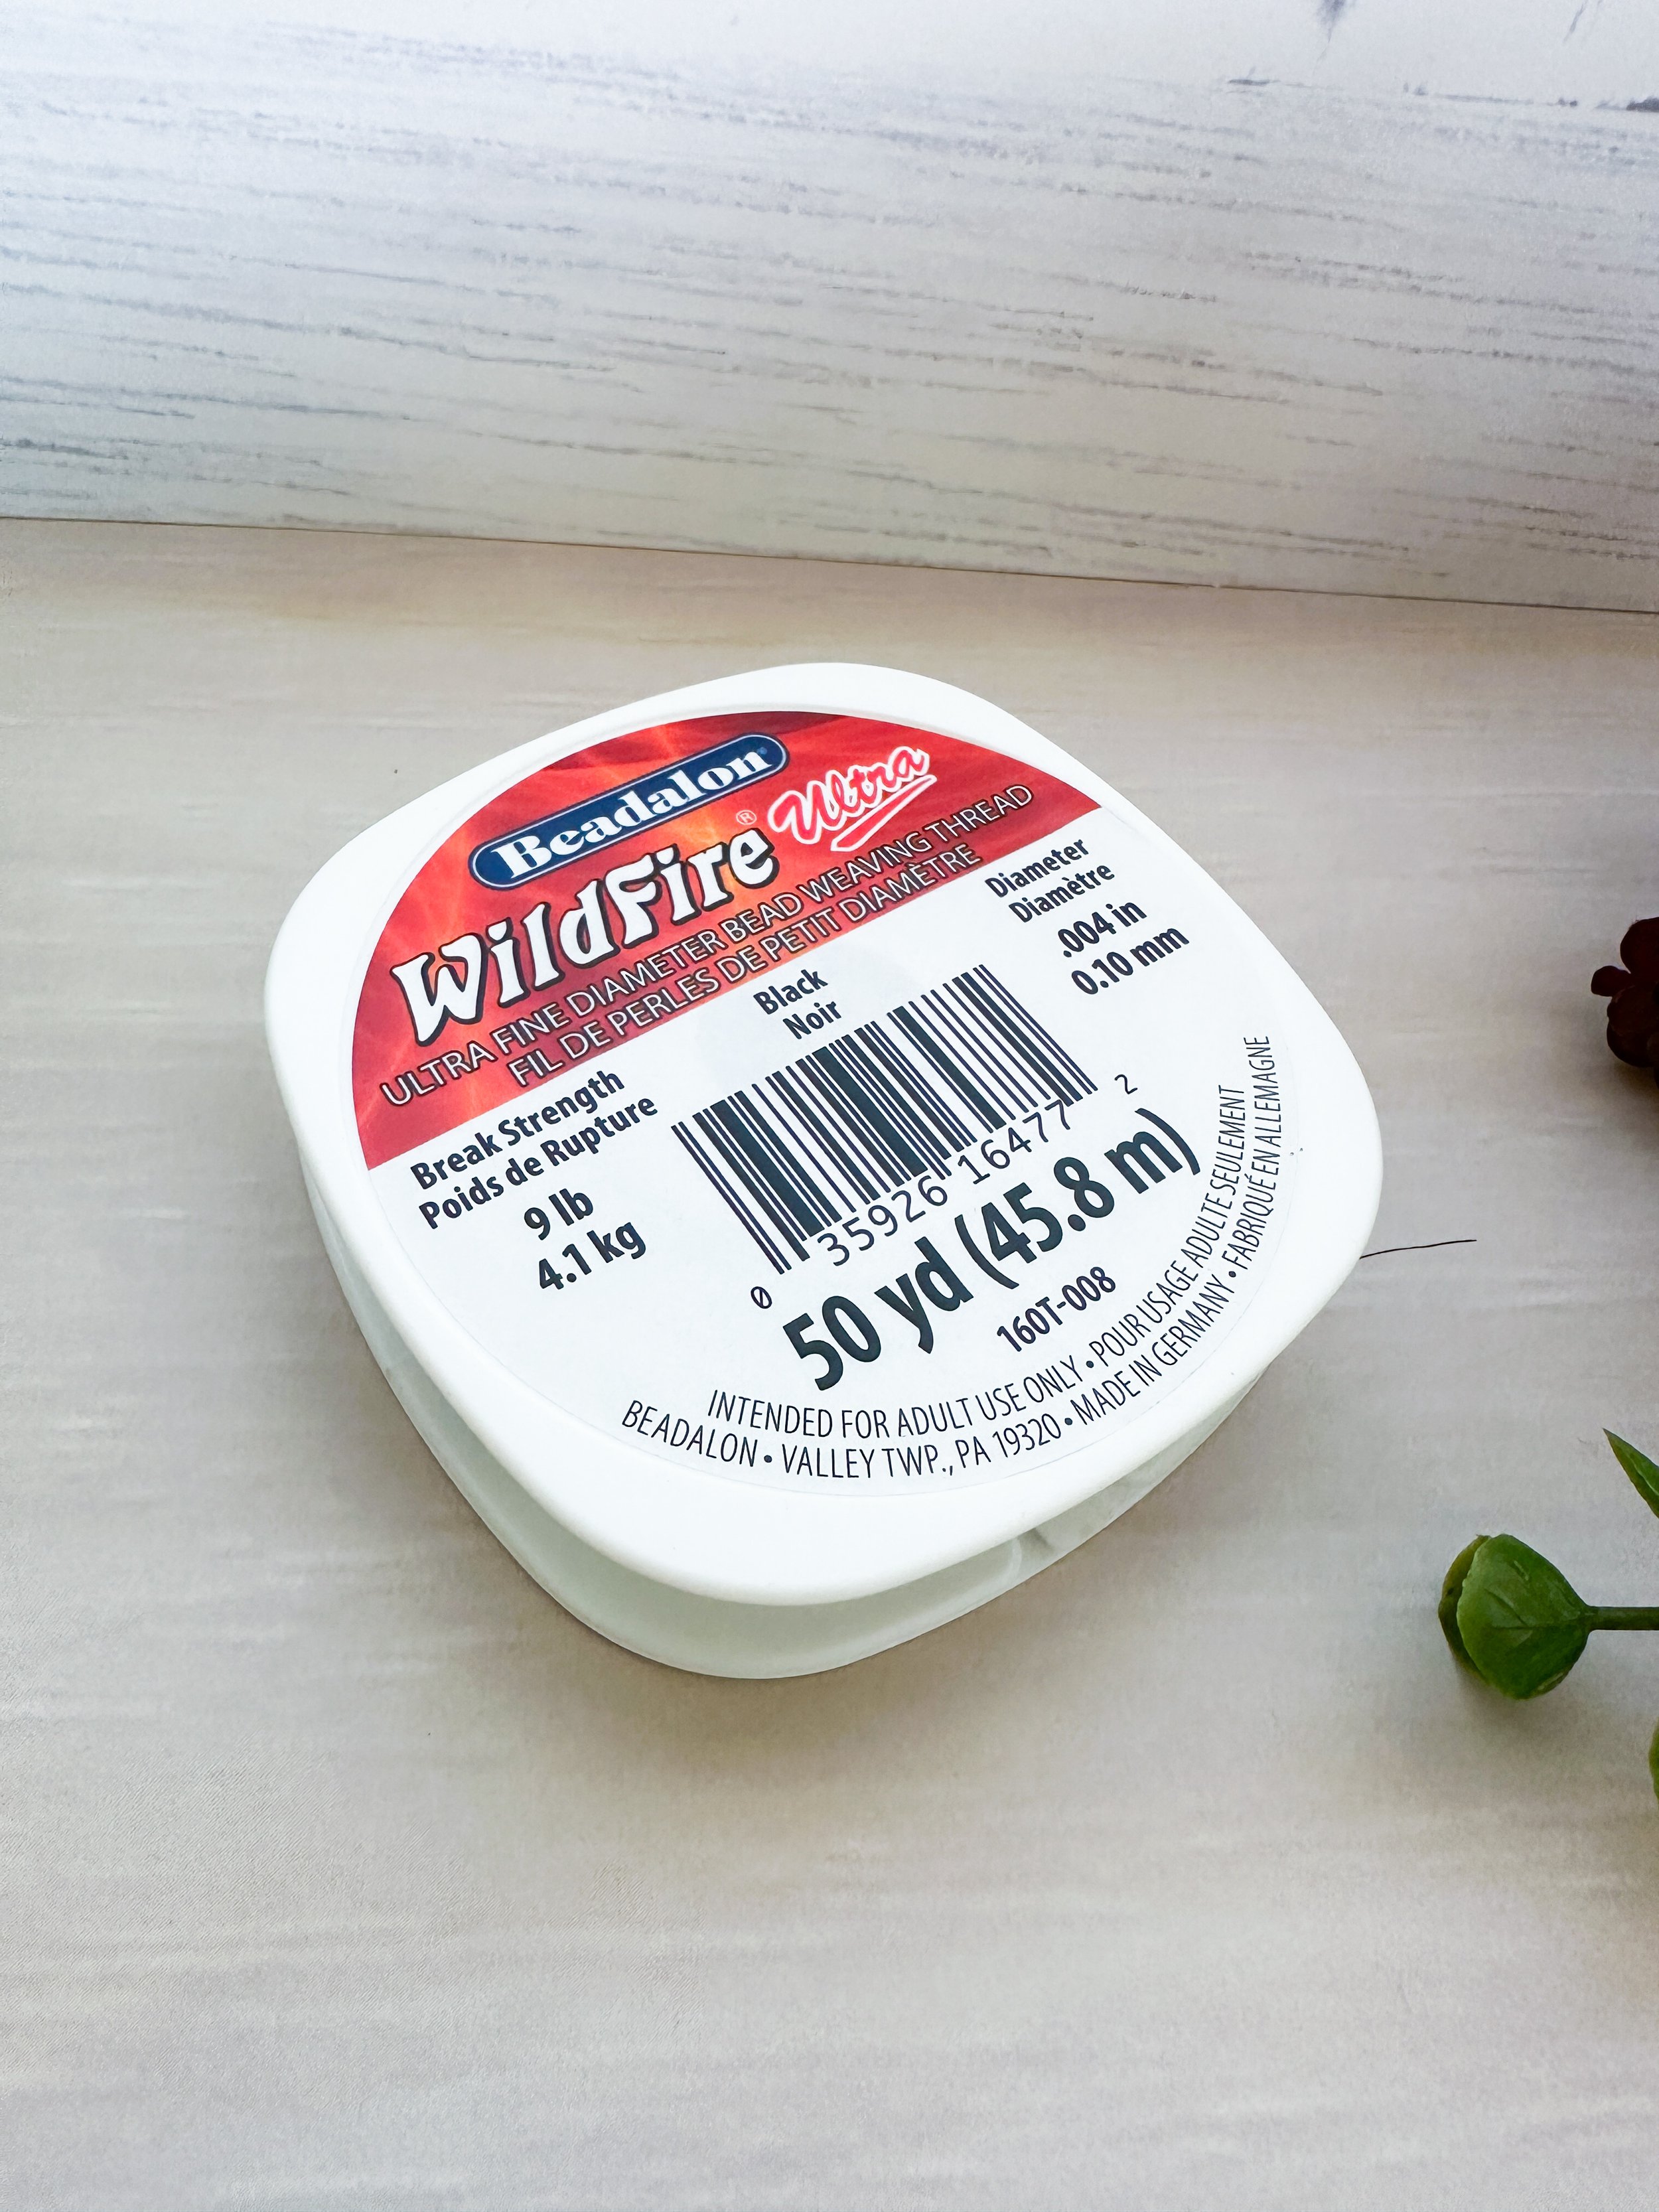 Beadalon
WildFire® Ultra
ULTRA FINE DIAMETER BEAD WEAVING THREAD
FIL DE PERLES DE PETIT DIAMÈTRE
Break Strength
Poids de Rupture
9 lb
4.1 kg
Black
Noir
Diameter
Diamètre
.004 in
0.10 mm
0 35926 16477 2
50 yd (45.8 m)
160T-008
INTENDED FOR ADULT USE ONLY • POUR USAGE ADULTE SEULEMENT
BEADALON • VALLEY TWP., PA 19320 • MADE IN GERMANY • FABRIQUÉ EN ALLEMAGNE